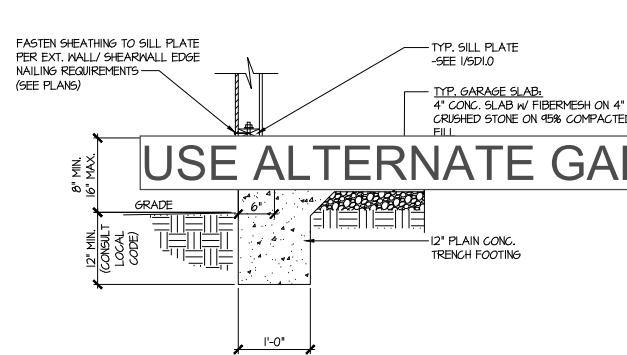 FASTEN SHEATHING TO SILL PLATE
PER EXT. WALL/ SHEARWALL EDGE
NAILING REQUIREMENTS
(SEE PLANS)
TYP. SILL PLATE
-SEE 1/SD1.0
TYP. GARAGE SLAB:
4" CONC. SLAB W/ FIBERMESH ON 4"
CRUSHED STONE ON 95% COMPACTED
FILL
USE ALTERNATE
8" MIN.
16" MAX.
GRADE
6"
12" MIN.
(CONSULT
LOCAL
CODE)
12" PLAIN CONC.
TRENCH FOOTING
1'-0"